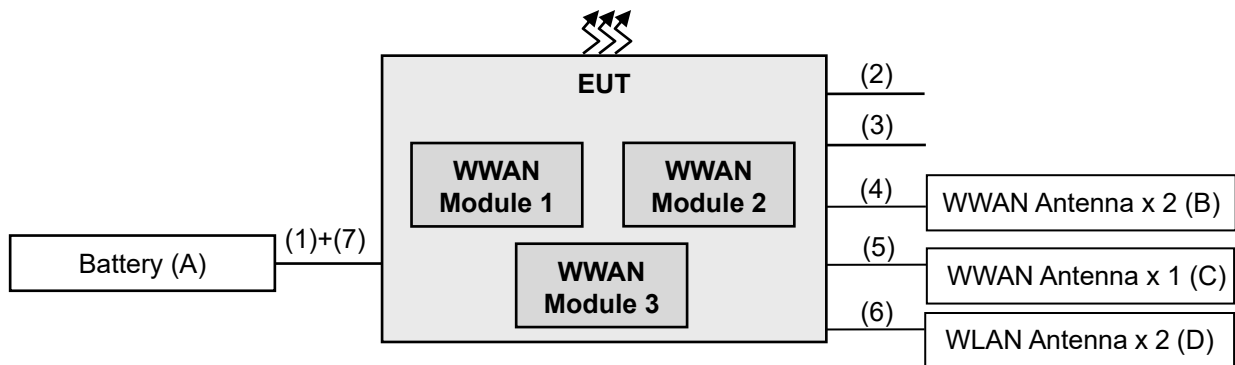 EUT
(2)
(3)
WWAN
Module 1
WWAN
Module 2
(4)
WWAN Antenna x 2 (B)
(1)+(7)
Battery (A)
(5)
WWAN Antenna x 1 (C)
WWAN
Module 3
(6)
WLAN Antenna x 2 (D)